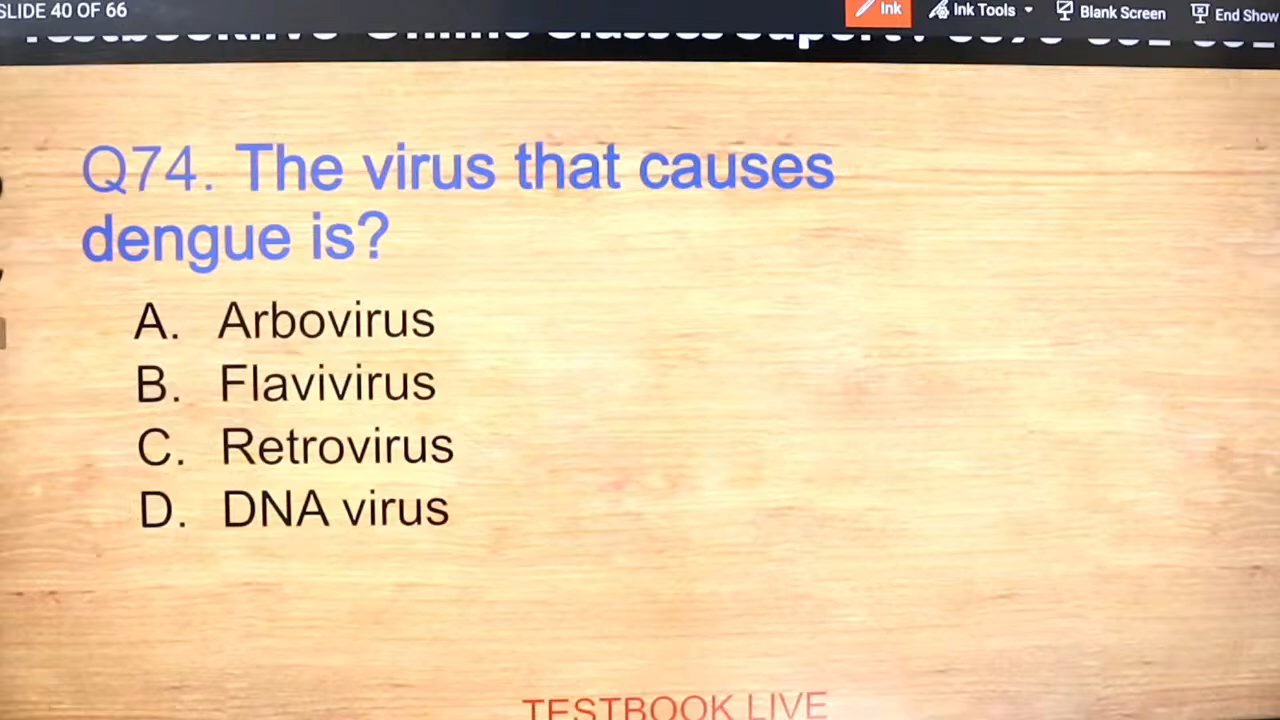 SLIDE 40 OF 66
Ink
Ink Tools
Blank Screen
End Show
Q74. The virus that causes
dengue is?
A. Arbovirus
B. Flavivirus
C. Retrovirus
D. DNA virus
TESTBOOK LIVE